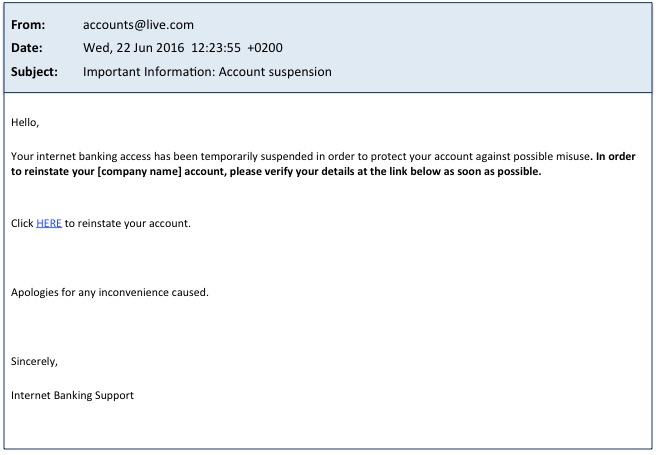 From: accounts@live.com
Date: Wed, 22 Jun 2016 12:23:55 +0200
Subject: Important Information: Account suspension
Hello,
Your internet banking access has been temporarily suspended in order to protect your account against possible misuse. In order
to reinstate your [company name] account, please verify your details at the link below as soon as possible.
Click HERE to reinstate your account.
Apologies for any inconvenience caused.
Sincerely,
Internet Banking Support